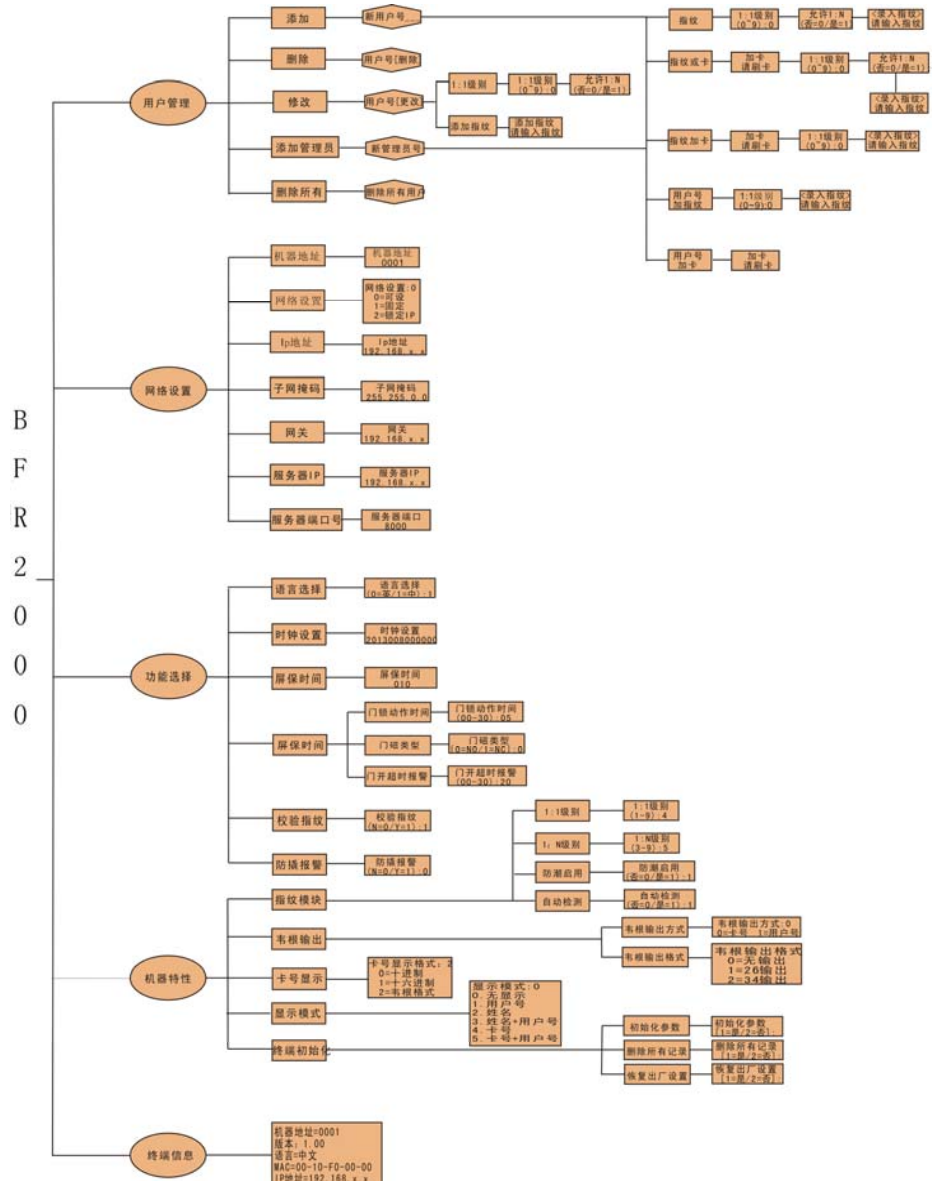 BFR2000
用户管理
添加
新用户号
删除
用户号[删除
修改
用户号[更改
1:1级别
1:1级别
(0~9):0
允许1:N
(否=0/是=1)
添加指纹
添加指纹
请输入指纹
添加管理员
新管理员号
删除所有
删除所有用户
指纹
1:1级别
(0~9):0
允许1:N
(否=0/是=1)
<录入指纹>
请输入指纹
指纹或卡
加卡
请刷卡
1:1级别
(0~9):0
允许1:N
(否=0/是=1)
<录入指纹>
请输入指纹
指纹加卡
加卡
请刷卡
1:1级别
(0~9):0
<录入指纹>
请输入指纹
用户号
加指纹
1:1级别
(0~9):0
<录入指纹>
请输入指纹
用户号
加卡
加卡
请刷卡
网络设置
机器地址
机器地址
0001
网络设置
网络设置:0
0=可设
1=固定
2=锁定IP
Ip地址
Ip地址
192.168.x.x
子网掩码
子网掩码
255.255.0.0
网关
网关
192.168.x.x
服务器IP
服务器IP
192.168.x.x
服务器端口号
服务器端口
8000
功能选择
语言选择
语言选择
(0=英/1=中):1
时钟设置
时钟设置
2013008000000
屏保时间
屏保时间
010
屏保时间
门锁动作时间
门锁动作时间
(00-30):05
门磁类型
门磁类型
(0=NO/1=NC):0
门开超时报警
门开超时报警
(00-30):20
校验指纹
校验指纹
(N=0/Y=1):1
防撬报警
防撬报警
(N=0/Y=1):0
机器特性
指纹模块
1:1级别
1:1级别
(1-9):4
1:N级别
1:N级别
(3-9):5
防潮启用
防潮启用
(否=0/是=1):1
自动检测
自动检测
(否=0/是=1):1
韦根输出
韦根输出方式
韦根输出方式:0
0=卡号 1=用户号
韦根输出格式
韦根输出格式
0=无输出
1=26输出
2=34输出
卡号显示
卡号显示格式:2
0=十进制
1=十六进制
2=韦根格式
显示模式
显示模式:0
0.无显示
1.用户号
2.姓名
3.姓名+用户号
4.卡号
5.卡号+用户号
终端初始化
初始化参数
初始化参数
[1=是/2=否]:
删除所有记录
删除所有记录
[1=是/2=否]
恢复出厂设置
恢复出厂设置
[1=是/2=否]:
终端信息
机器地址=0001
版本:1.00
语言=中文
MAC=00-10-F0-00-00
IP地址=192.168.x.x